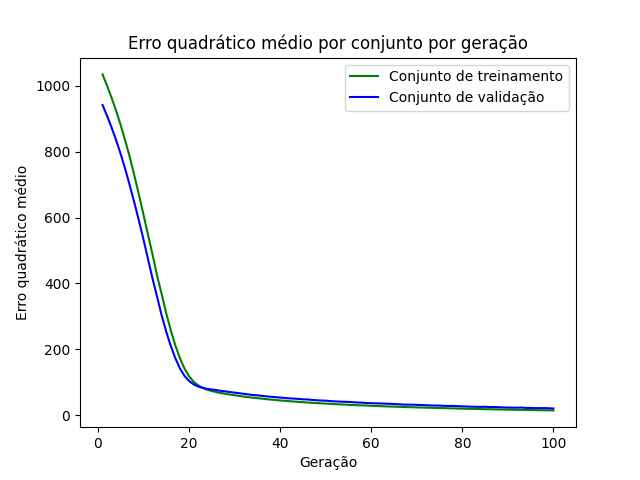 Erro quadrático médio por conjunto por geração
Conjunto de treinamento
Conjunto de validação
Erro quadrático médio
1000
800
600
400
200
0
0 20 40 60 80 100
Geração